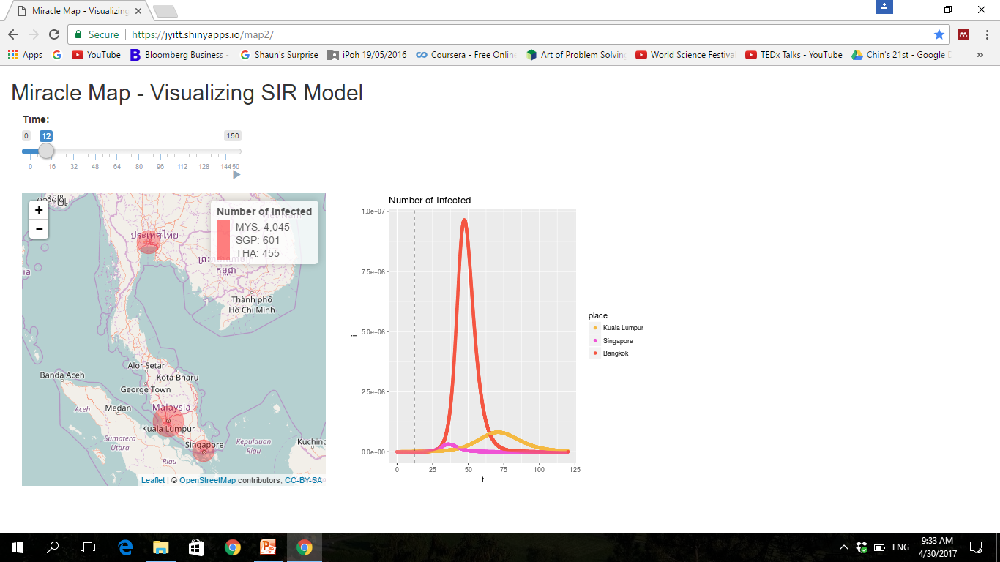 Miracle Map - Visualizing
Secure https://jyitt.shinyapps.io/map2/
Apps YouTube Bloomberg Business - Shaun's Surprise iPoh 19/05/2016 Coursera - Free Online Art of Problem Solving World Science Festiva TEDx Talks - YouTube Chin's 21st - Google D »
Miracle Map - Visualizing SIR Model
Time:
0 12 150
0 16 32 48 64 80 96 112 128 144 150
+
−
Number of Infected
MYS: 4,045
SGP: 601
THA: 455
ประเทศไทย
កម្ពុជា
Thành phố
Hồ Chí Minh
Alor Setar
Banda Aceh
Kota Bharu
George Town
Aceh
Medan
Malaysia
Kuala Lumpur
Sumatera
Utara
Singapore
Kepulauan
Riau
Kuching
Riau
Leaflet | © OpenStreetMap contributors, CC-BY-SA
Number of Infected
1.0e+07
7.5e+06
5.0e+06
2.5e+06
0.0e+00
i
0 25 50 75 100 125
t
place
Kuala Lumpur
Singapore
Bangkok
ENG
9:33 AM
4/30/2017